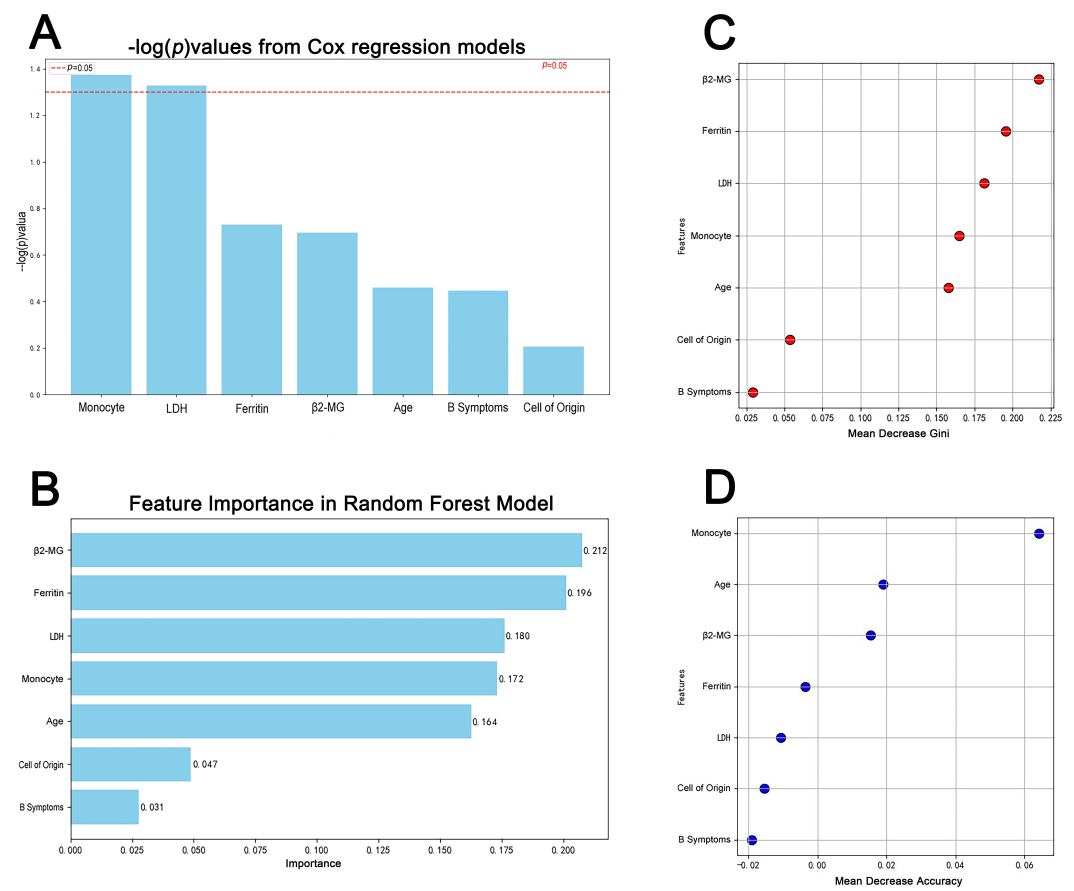 A
-log(p)values from Cox regression models
p=0.05
p=0.05
1.4
1.2
1.0
0.8
0.6
0.4
0.2
0.0
--log(p)valua
Monocyte LDH Ferritin β2-MG Age B Symptoms Cell of Origin
B
Feature Importance in Random Forest Model
β2-MG 0.212
Ferritin 0.196
LDH 0.180
Monocyte 0.172
Age 0.164
Cell of Origin 0.047
B Symptoms 0.031
0.000 0.025 0.050 0.075 0.100 0.125 0.150 0.175 0.200
Importance
C
Features
β2-MG
Ferritin
LDH
Monocyte
Age
Cell of Origin
B Symptoms
0.025 0.050 0.075 0.100 0.125 0.150 0.175 0.200 0.225
Mean Decrease Gini
D
Features
Monocyte
Age
β2-MG
Ferritin
LDH
Cell of Origin
B Symptoms
−0.02 0.00 0.02 0.04 0.06
Mean Decrease Accuracy